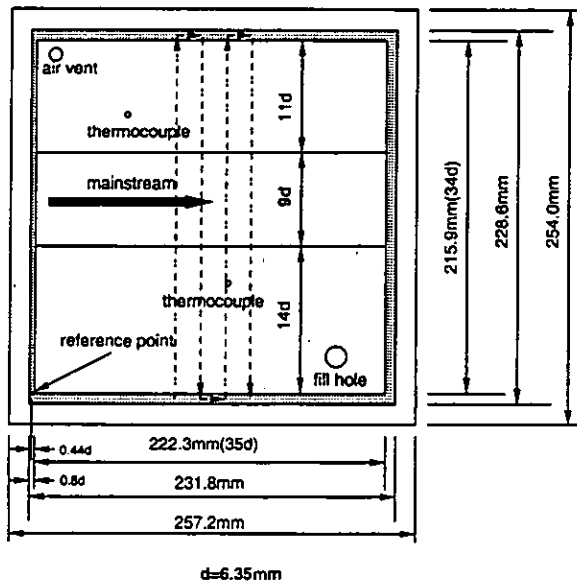 air vent
thermocouple
11d
mainstream
9d
215.9mm(34d)
228.6mm
254.0mm
thermocouple
14d
reference point
fill hole
0.44d
222.3mm(35d)
0.8d
231.8mm
257.2mm
d=6.35mm